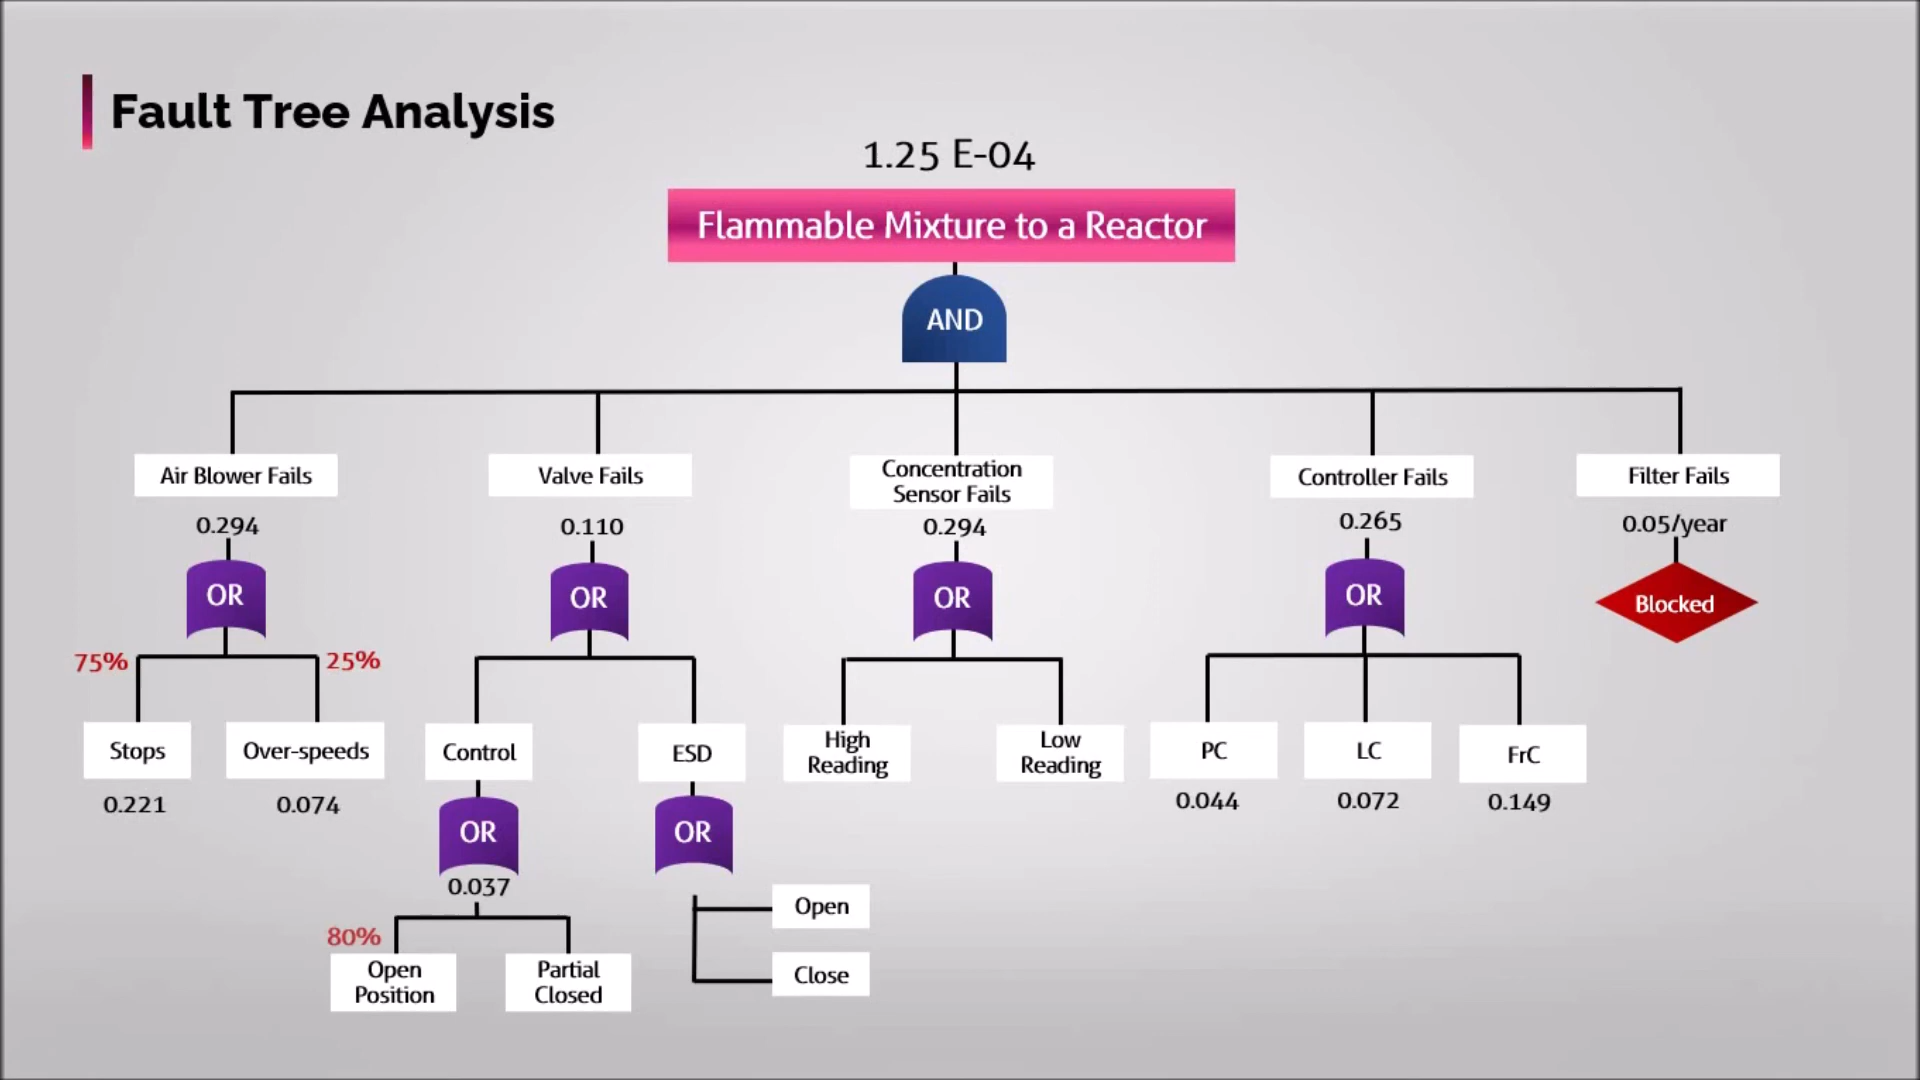 Fault Tree Analysis
1.25 E-04
Flammable Mixture to a Reactor
AND
Air Blower Fails
Valve Fails
Concentration
Sensor Fails
Controller Fails
Filter Fails
0.294
0.110
0.294
0.265
0.05/year
OR
OR
OR
OR
Blocked
75%
25%
Stops
Over-speeds
Control
ESD
High
Reading
Low
Reading
PC
LC
FrC
0.221
0.074
0.044
0.072
0.149
OR
OR
0.037
80%
Open
Position
Partial
Closed
Open
Close